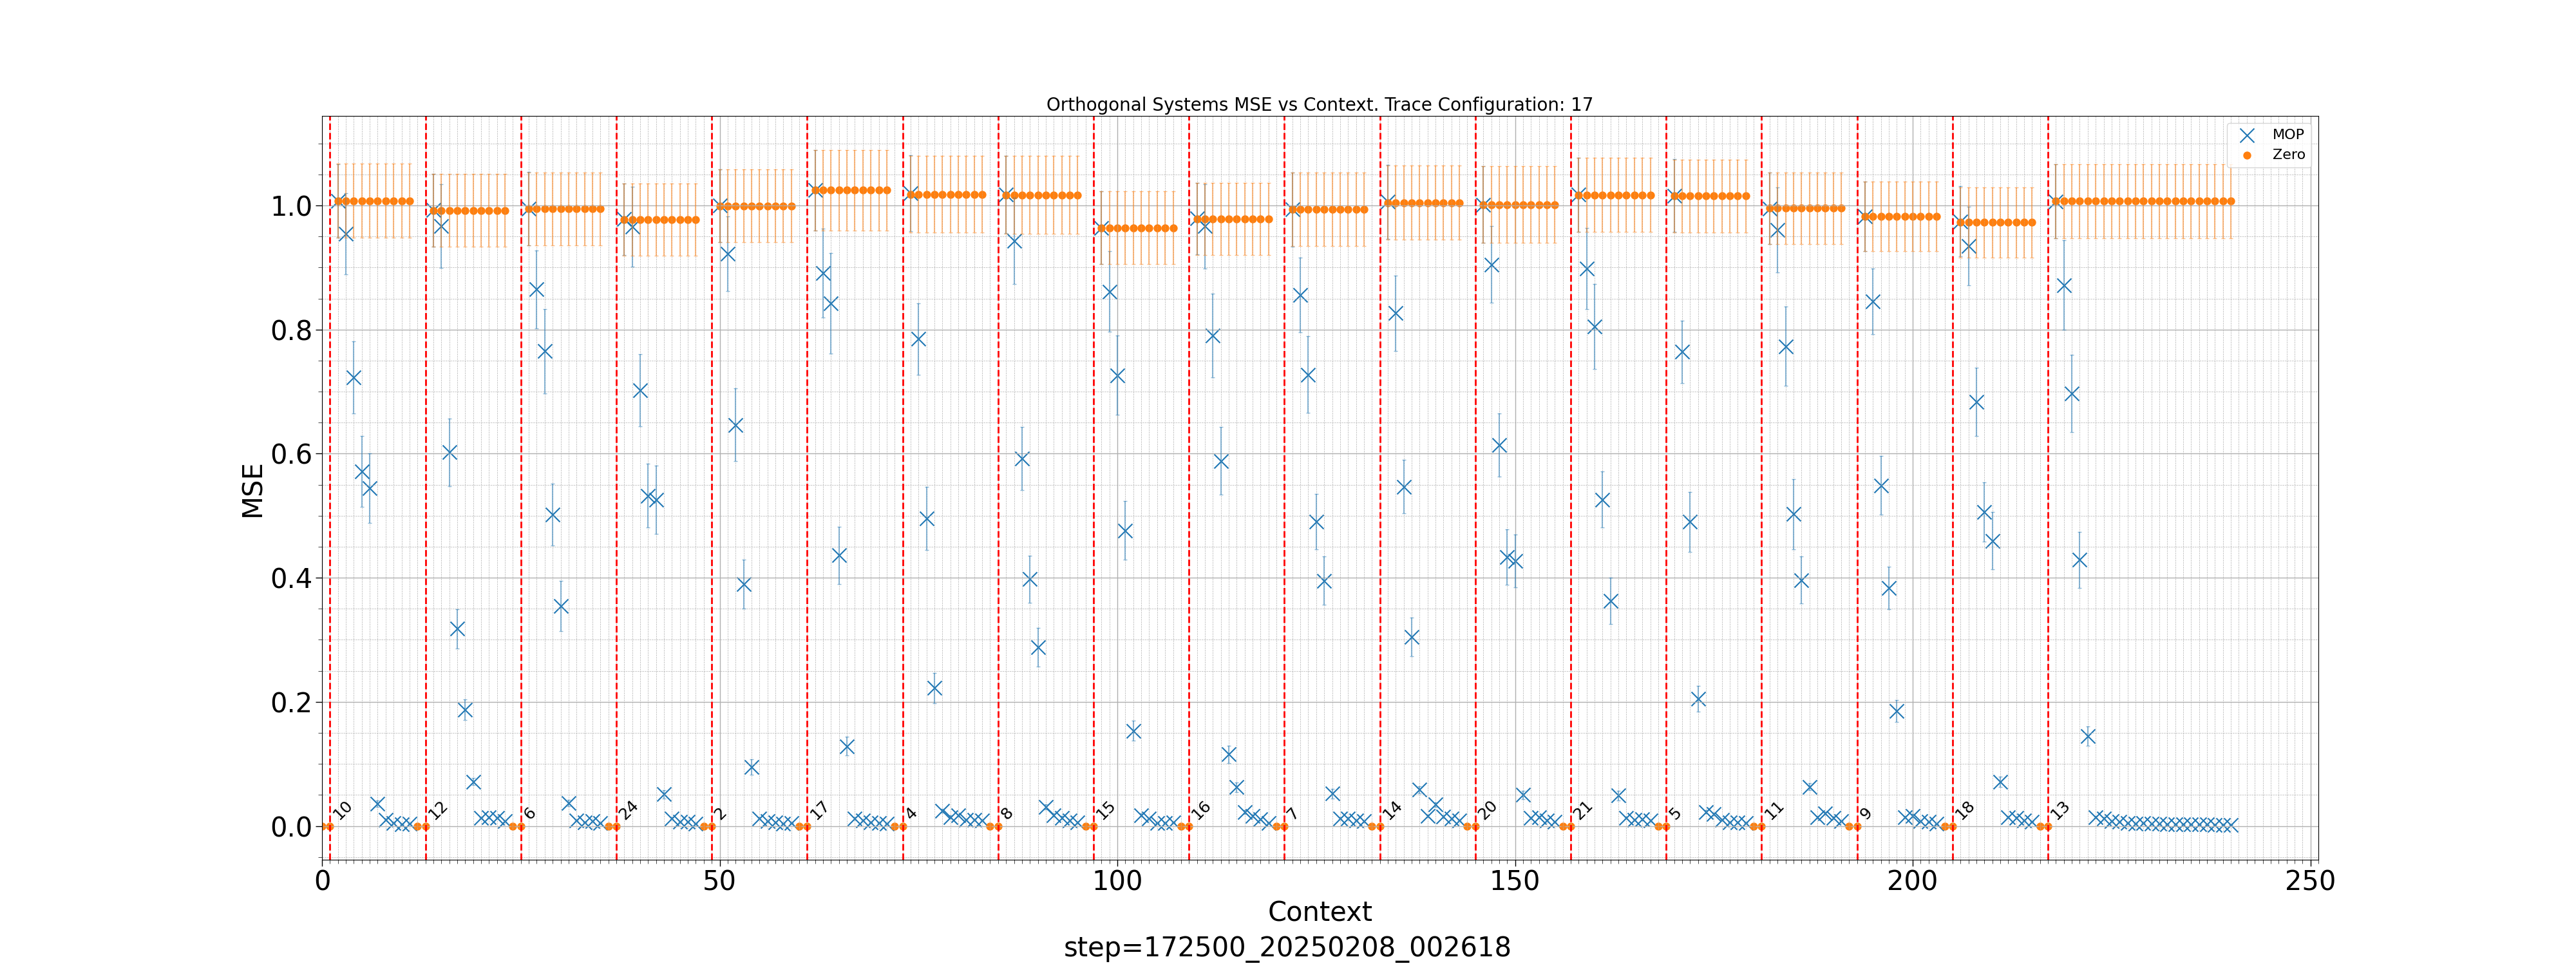 Orthogonal Systems MSE vs Context. Trace Configuration: 17
MOP
Zero
MSE
1.0
0.8
0.6
0.4
0.2
0.0
10 12 6 24 2 17 4 8 15 16 7 14 20 21 5 11 9 18 13
0 50 100 150 200 250
Context
step=172500_20250208_002618